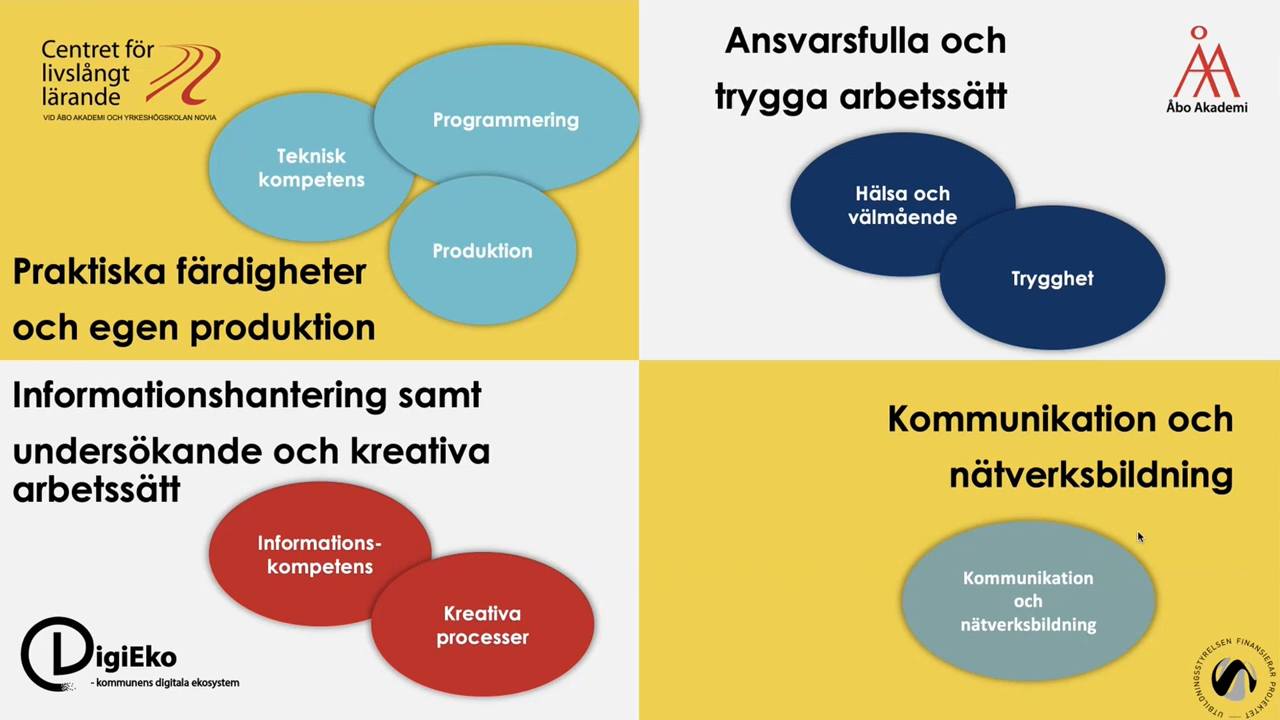 Centret för
livslångt
lärande
VID ÅBO AKADEMI OCH YRKESHÖGSKOLAN NOVIA
Programmering
Teknisk
kompetens
Produktion
Praktiska färdigheter
och egen produktion
Ansvarsfulla och
trygga arbetssätt
Åbo Akademi
Hälsa och
välmående
Trygghet
Informationshantering samt
undersökande och kreativa
arbetssätt
Informations-
kompetens
Kreativa
processer
DigiEko
- kommunens digitala ekosystem
Kommunikation och
nätverksbildning
Kommunikation
och
nätverksbildning
UTBILDNINGSSTYRELSEN FINANSIERAR PROJEKTET